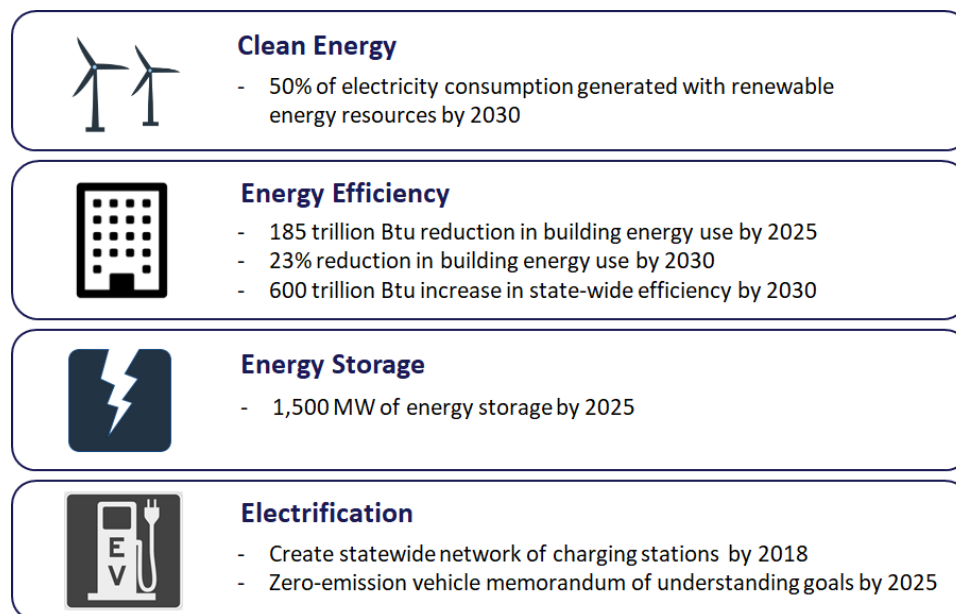 Clean Energy
- 50% of electricity consumption generated with renewable
energy resources by 2030
Energy Efficiency
- 185 trillion Btu reduction in building energy use by 2025
- 23% reduction in building energy use by 2030
- 600 trillion Btu increase in state-wide efficiency by 2030
Energy Storage
- 1,500 MW of energy storage by 2025
E
V
Electrification
- Create statewide network of charging stations by 2018
- Zero-emission vehicle memorandum of understanding goals by 2025